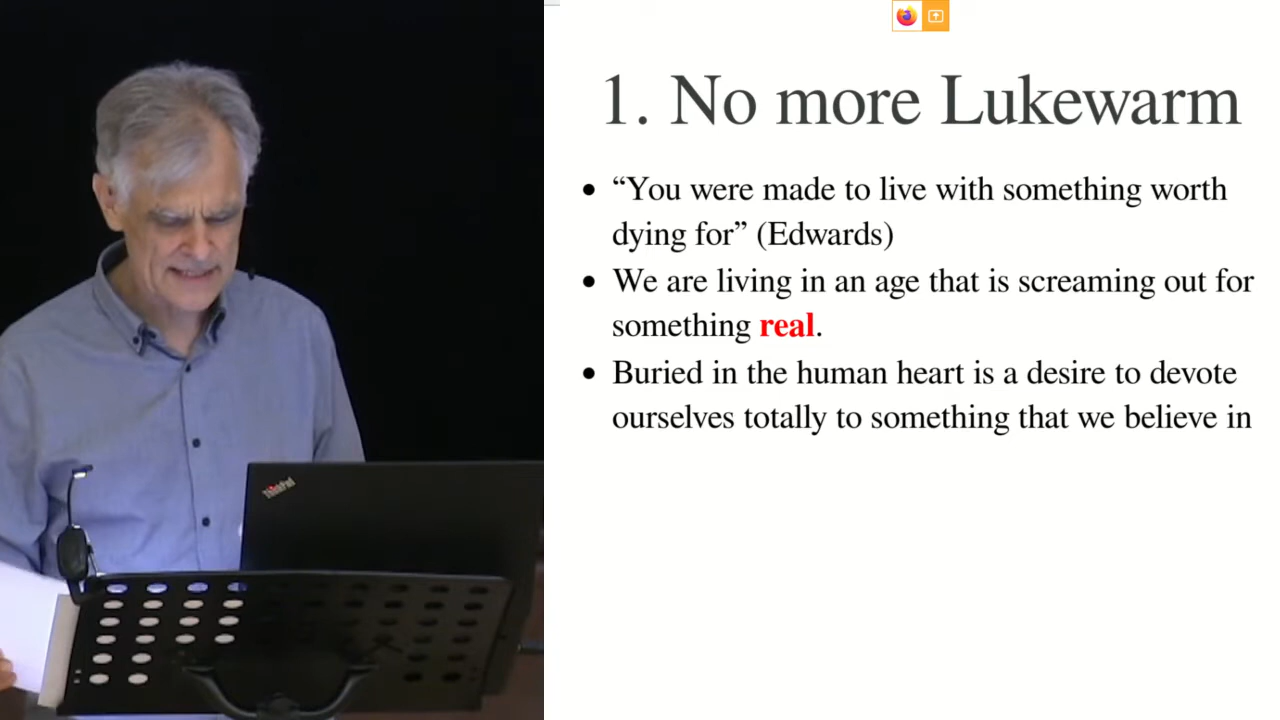 1. No more Lukewarm
• “You were made to live with something worth
dying for” (Edwards)
• We are living in an age that is screaming out for
something real.
• Buried in the human heart is a desire to devote
ourselves totally to something that we believe in
ThinkPad